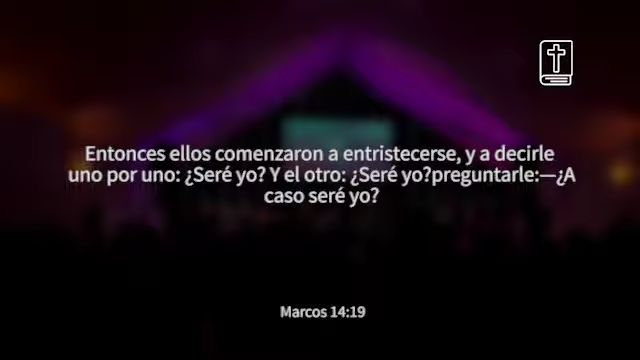 Entonces ellos comenzaron a entristecerse, y a decirle
uno por uno: ¿Seré yo? Y el otro: ¿Seré yo?preguntarle:—¿A
caso seré yo?
Marcos 14:19